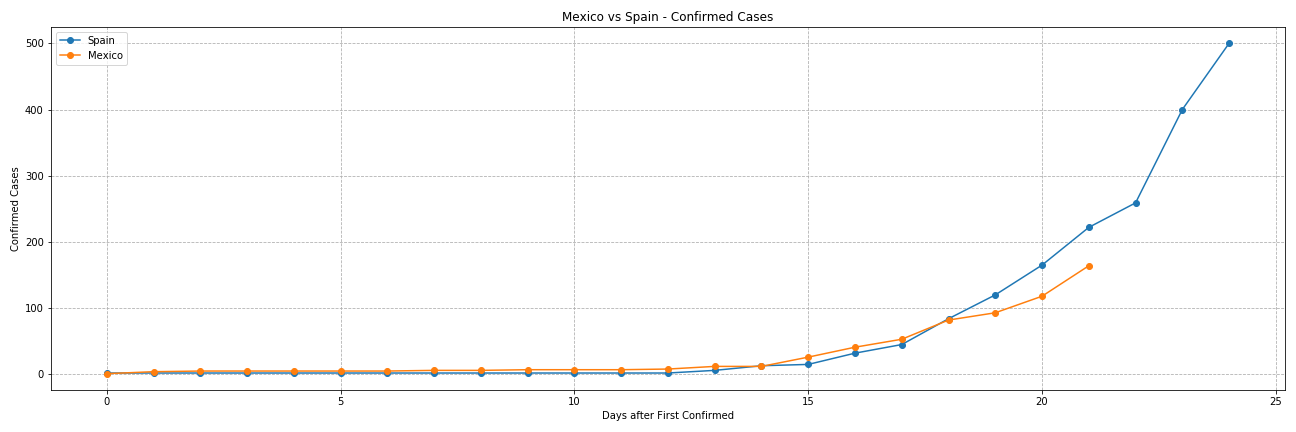 Mexico vs Spain - Confirmed Cases
Spain
Mexico
500
400
300
200
100
0
Confirmed Cases
0 5 10 15 20 25
Days after First Confirmed